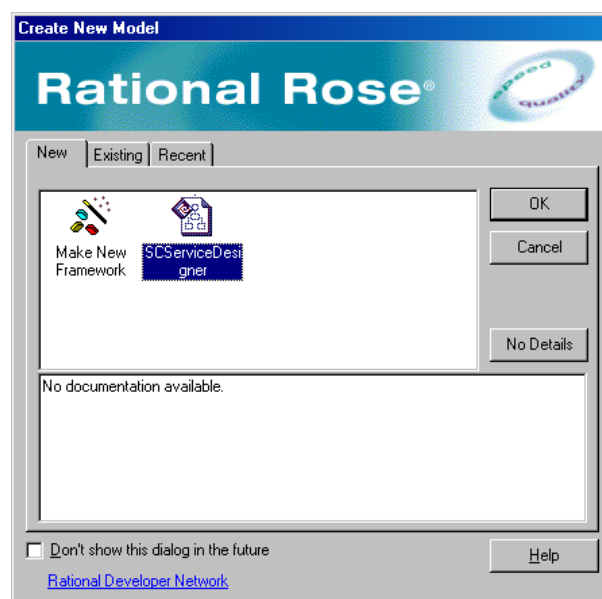 Create New Model
Rational Rose®
speed
quality
New
Existing
Recent
OK
Make New
Framework
SCServiceDesi
gner
Cancel
No Details
No documentation available.
Don't show this dialog in the future
Help
Rational Developer Network